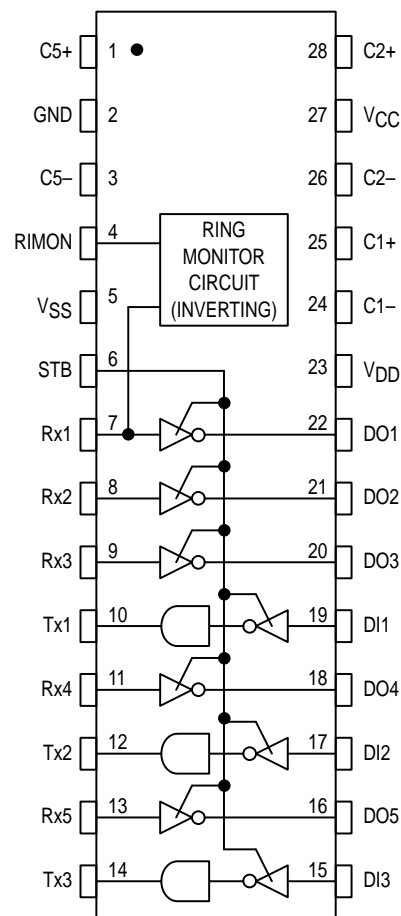 C5+ 1 28 C2+
GND 2 27 VCC
C5– 3 26 C2–
RIMON 4 RING MONITOR CIRCUIT (INVERTING) 25 C1+
VSS 5 24 C1–
STB 6 23 VDD
Rx1 7 22 DO1
Rx2 8 21 DO2
Rx3 9 20 DO3
Tx1 10 19 DI1
Rx4 11 18 DO4
Tx2 12 17 DI2
Rx5 13 16 DO5
Tx3 14 15 DI3